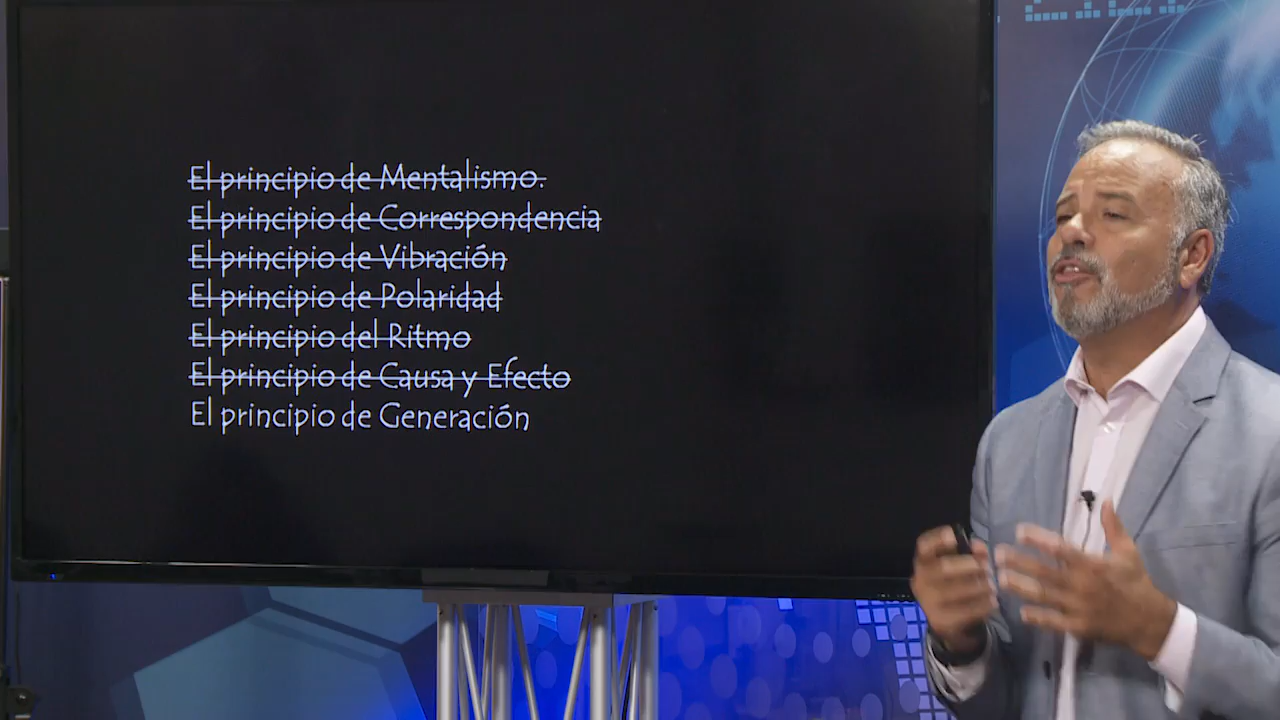 El principio de Mentalismo.
El principio de Correspondencia
El principio de Vibración
El principio de Polaridad
El principio del Ritmo
El principio de Causa y Efecto
El principio de Generación